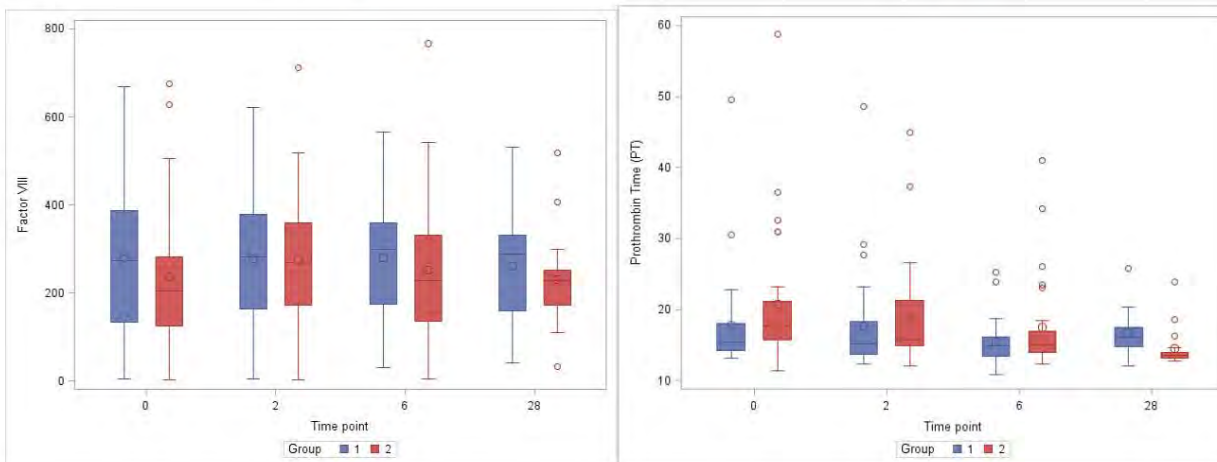 800
600
400
200
0
Factor VIII
0 2 6 28
Time point
Group 1 2
60
50
40
30
20
10
Prothrombin Time (PT)
0 2 6 28
Time point
Group 1 2